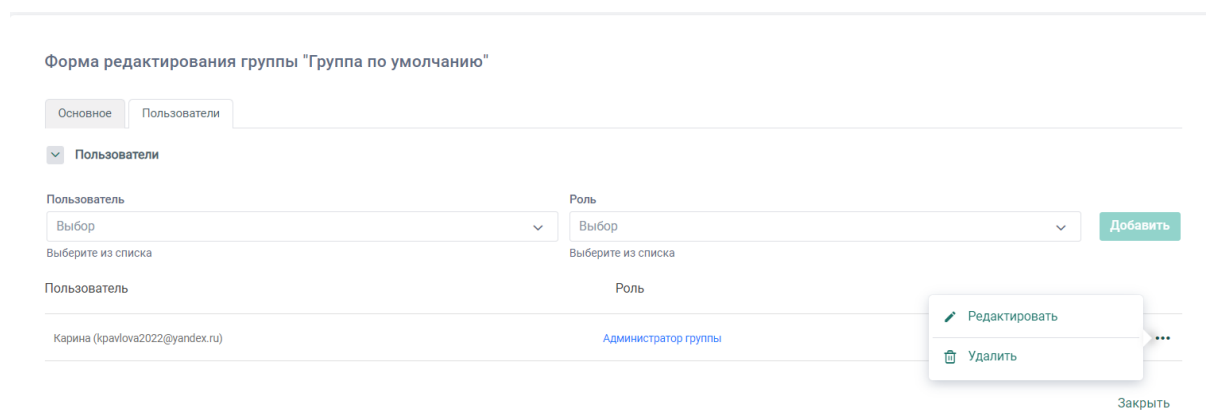 Форма редактирования группы "Группа по умолчанию"
Основное Пользователи
Пользователи
Пользователь Роль
Выбор Выбор Добавить
Выберите из списка Выберите из списка
Пользователь Роль
Редактировать
Карина (kpavlova2022@yandex.ru) Администратор группы
Удалить
Закрыть